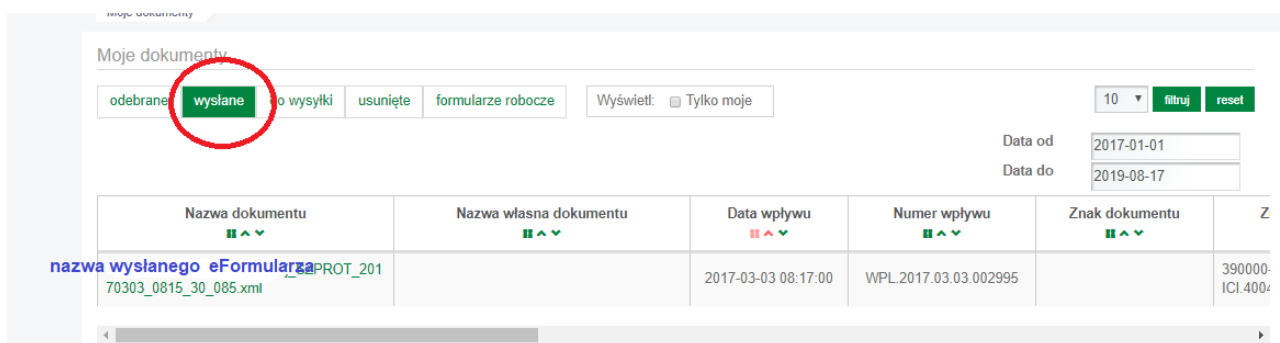 Moje dokumenty
Moje dokumenty
odebrane wysłane do wysyłki usunięte formularze robocze Wyświetl: Tylko moje 10 filtruj reset
Data od 2017-01-01
Data do 2019-08-17
Nazwa dokumentu Nazwa własna dokumentu Data wpływu Numer wpływu Znak dokumentu
nazwa wysłanego eFormularza
70303_0815_30_085.xml 2017-03-03 08:17:00 WPL.2017.03.03.002995
390000-
ICI.4004